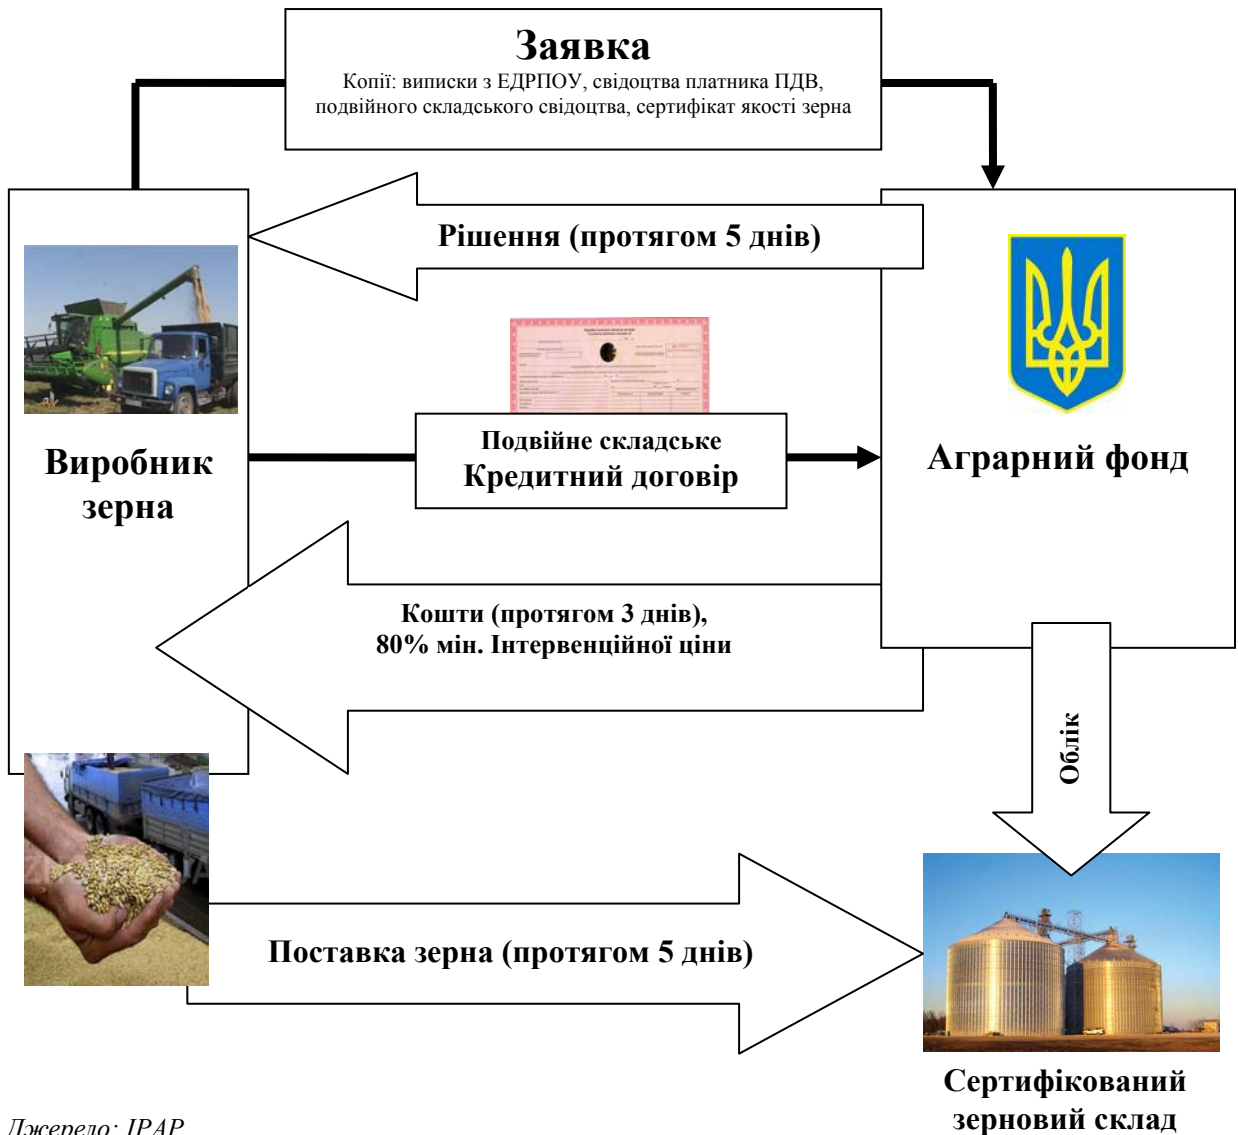 Заявка
Копії: виписки з ЕДРПОУ, свідоцтва платника ПДВ,
подвійного складського свідоцтва, сертифікат якості зерна
Рішення (протягом 5 днів)
Виробник
зерна
Подвійне складське
Кредитний договір
Аграрний фонд
Кошти (протягом 3 днів),
80% мін. Інтервенційної ціни
Облік
Поставка зерна (протягом 5 днів)
Сертифікований
зерновий склад
Джерело: ІРАР